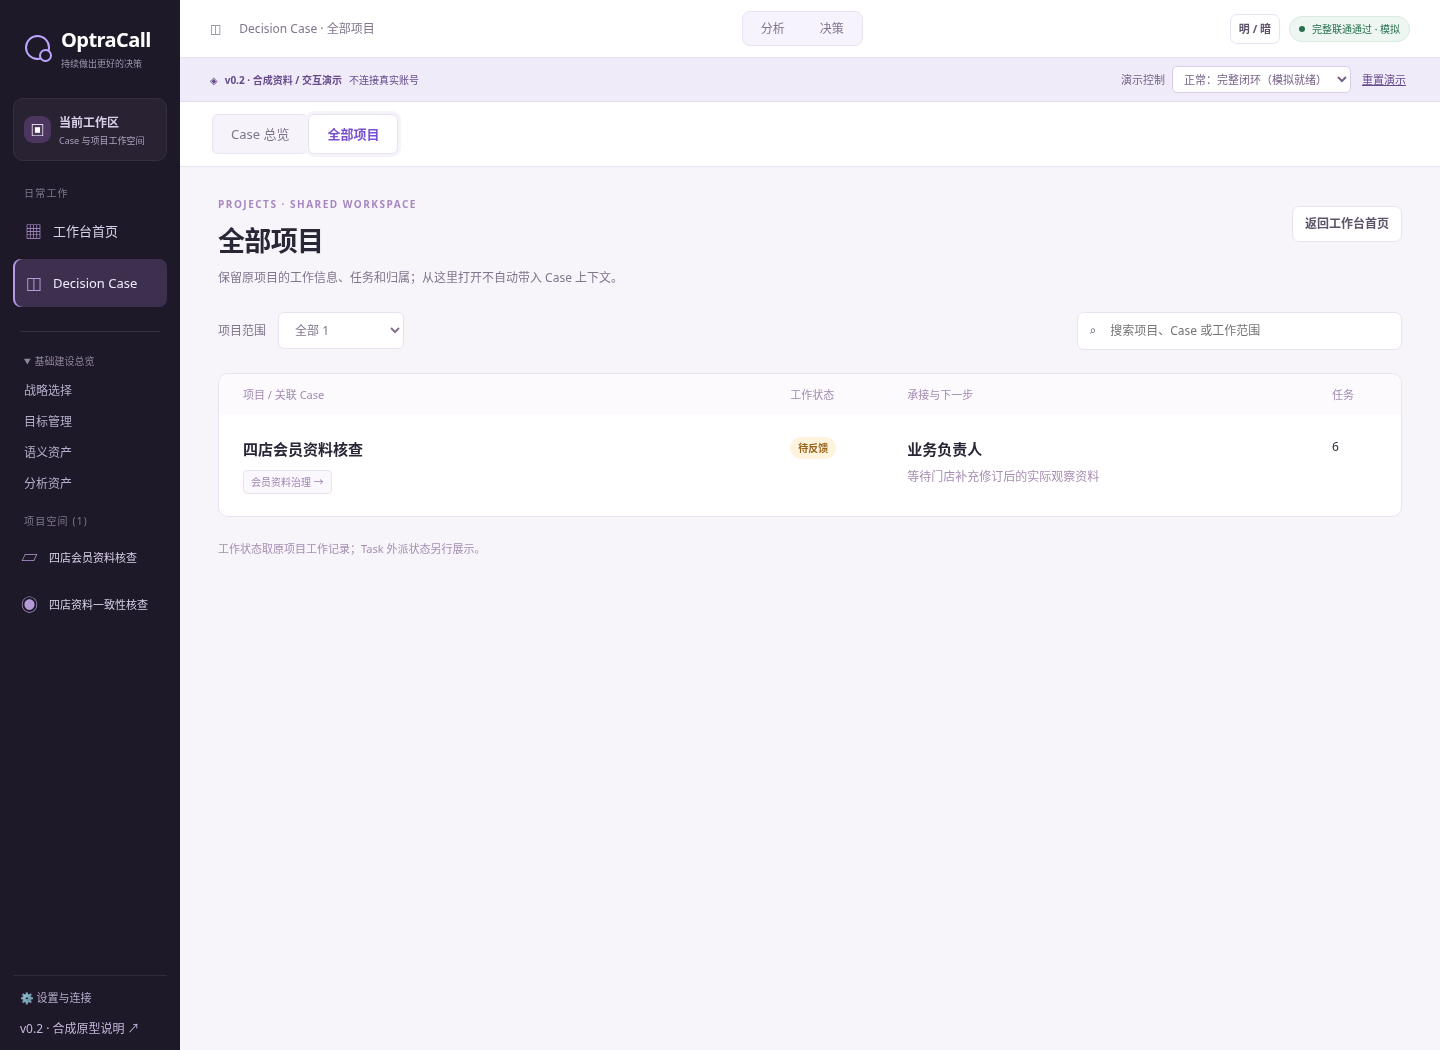 OptraCall
持续做出更好的决策
当前工作区
Case 与项目工作空间
日常工作
工作台首页
Decision Case
▼ 基础建设总览
战略选择
目标管理
语义资产
分析资产
项目空间 (1)
四店会员资料核查
四店资料一致性核查
设置与连接
v0.2 · 合成原型说明 ↗
Decision Case · 全部项目
分析
决策
明 / 暗
完整联通通过 · 模拟
◈ v0.2 · 合成资料 / 交互演示 不连接真实账号
演示控制
正常：完整闭环（模拟就绪）
重置演示
Case 总览
全部项目
PROJECTS · SHARED WORKSPACE
全部项目
保留原项目的工作信息、任务和归属；从这里打开不自动带入 Case 上下文。
返回工作台首页
项目范围
全部 1
搜索项目、Case 或工作范围
项目 / 关联 Case
工作状态
承接与下一步
任务
四店会员资料核查
会员资料治理 →
待反馈
业务负责人
等待门店补充修订后的实际观察资料
6
工作状态取原项目工作记录；Task 外派状态另行展示。